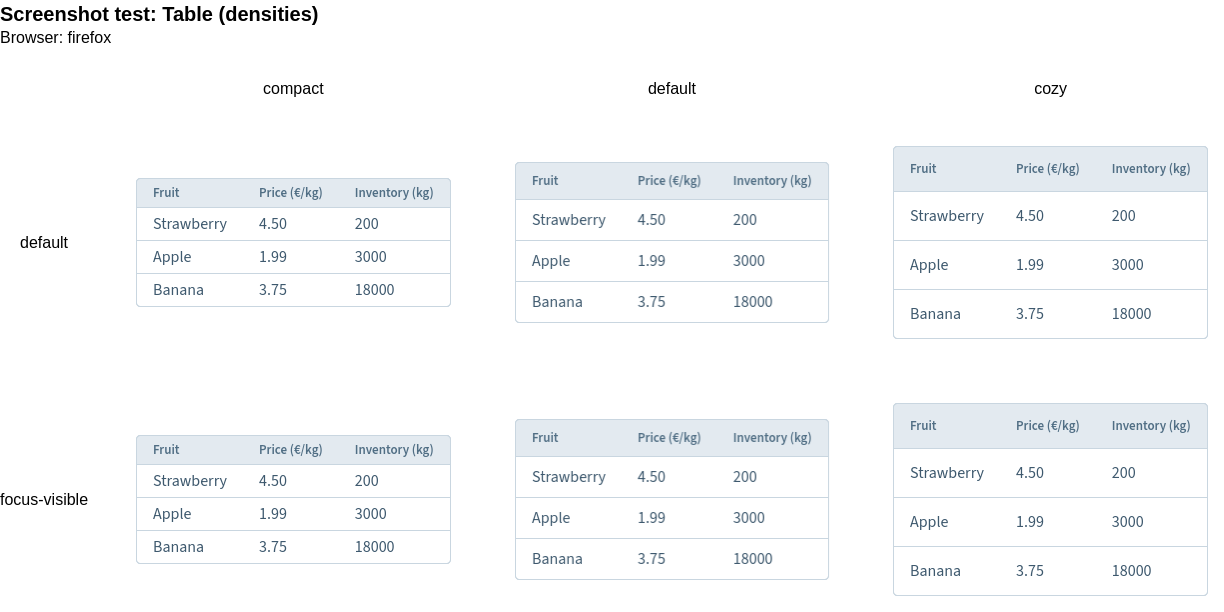 Screenshot test: Table (densities)
Browser: firefox
compact default cozy
default
Fruit Price (€/kg) Inventory (kg)
Strawberry 4.50 200
Apple 1.99 3000
Banana 3.75 18000
Fruit Price (€/kg) Inventory (kg)
Strawberry 4.50 200
Apple 1.99 3000
Banana 3.75 18000
Fruit Price (€/kg) Inventory (kg)
Strawberry 4.50 200
Apple 1.99 3000
Banana 3.75 18000
focus-visible
Fruit Price (€/kg) Inventory (kg)
Strawberry 4.50 200
Apple 1.99 3000
Banana 3.75 18000
Fruit Price (€/kg) Inventory (kg)
Strawberry 4.50 200
Apple 1.99 3000
Banana 3.75 18000
Fruit Price (€/kg) Inventory (kg)
Strawberry 4.50 200
Apple 1.99 3000
Banana 3.75 18000